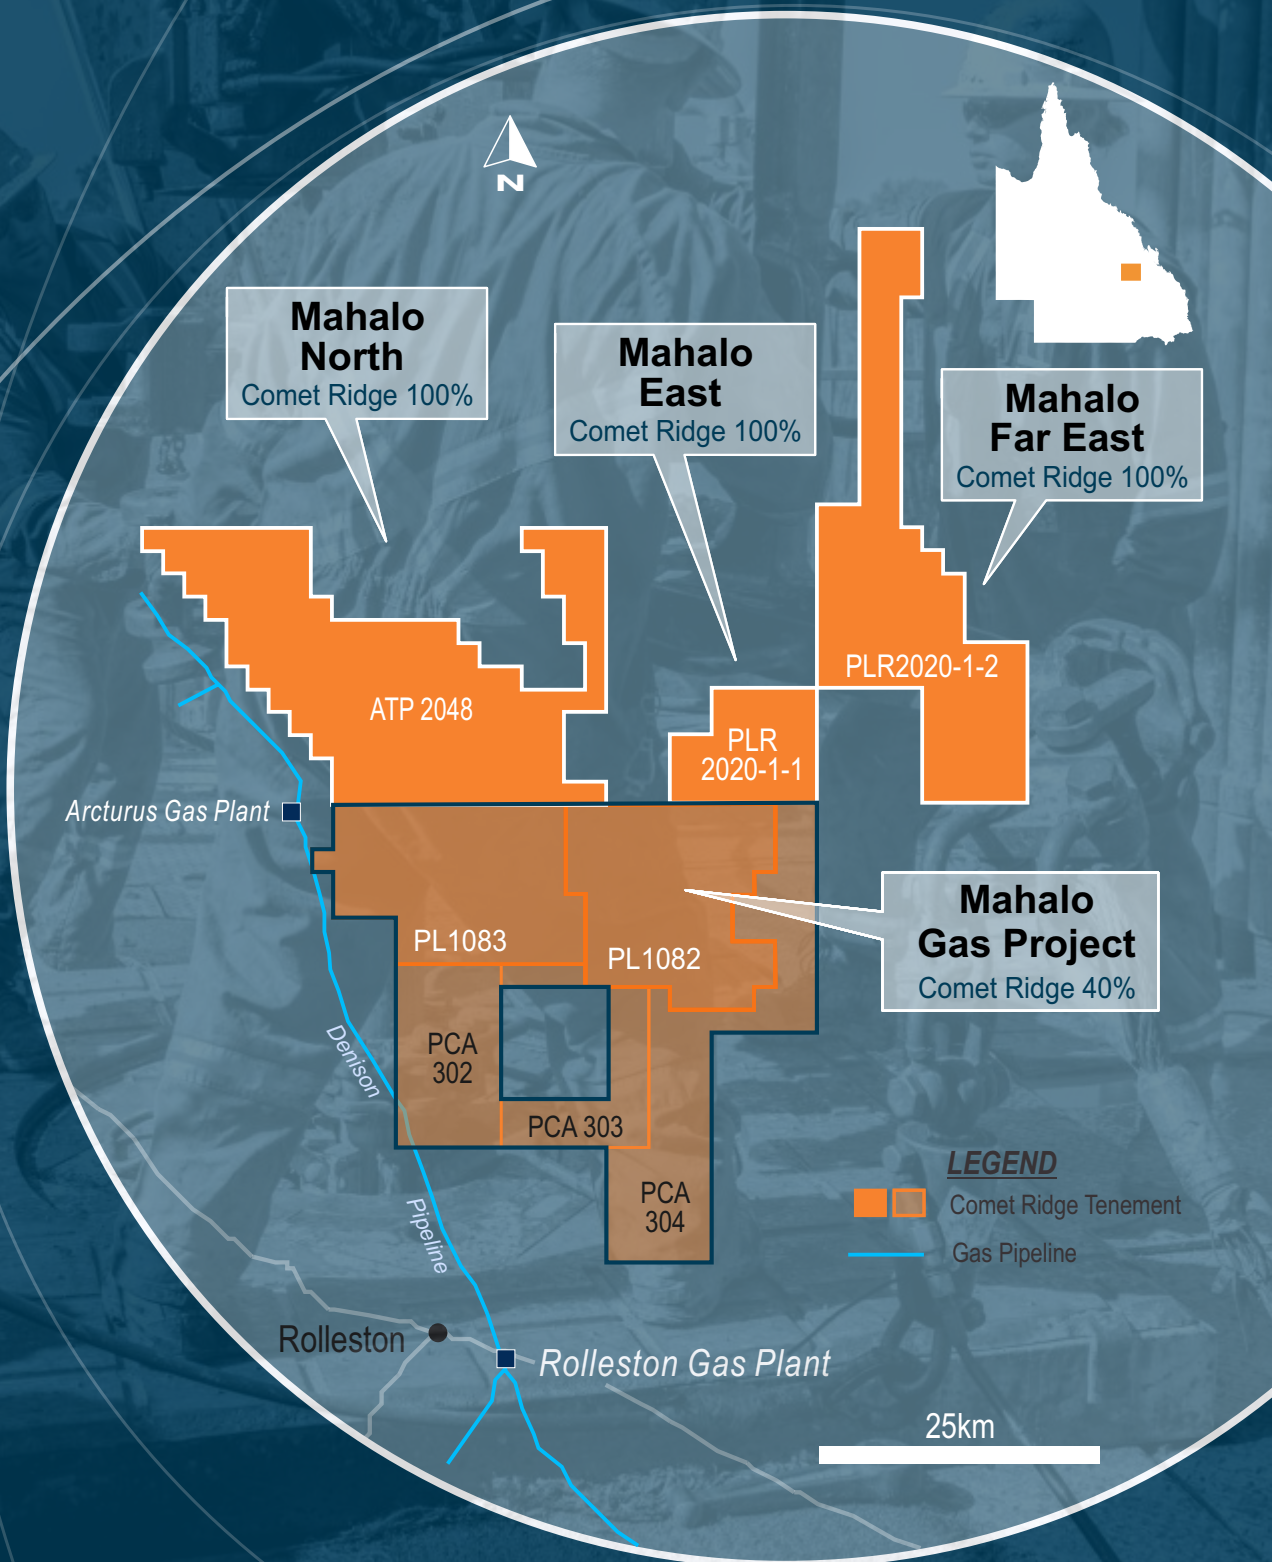 N
Mahalo
North
Comet Ridge 100%
Mahalo
East
Comet Ridge 100%
Mahalo
Far East
Comet Ridge 100%
PLR2020-1-2
ATP 2048
PLR
2020-1-1
Arcturus Gas Plant
Mahalo
Gas Project
Comet Ridge 40%
PL1083
PL1082
PCA
302
Denison
PCA 303
PCA
304
Pipeline
LEGEND
Comet Ridge Tenement
Gas Pipeline
Rolleston
Rolleston Gas Plant
25km